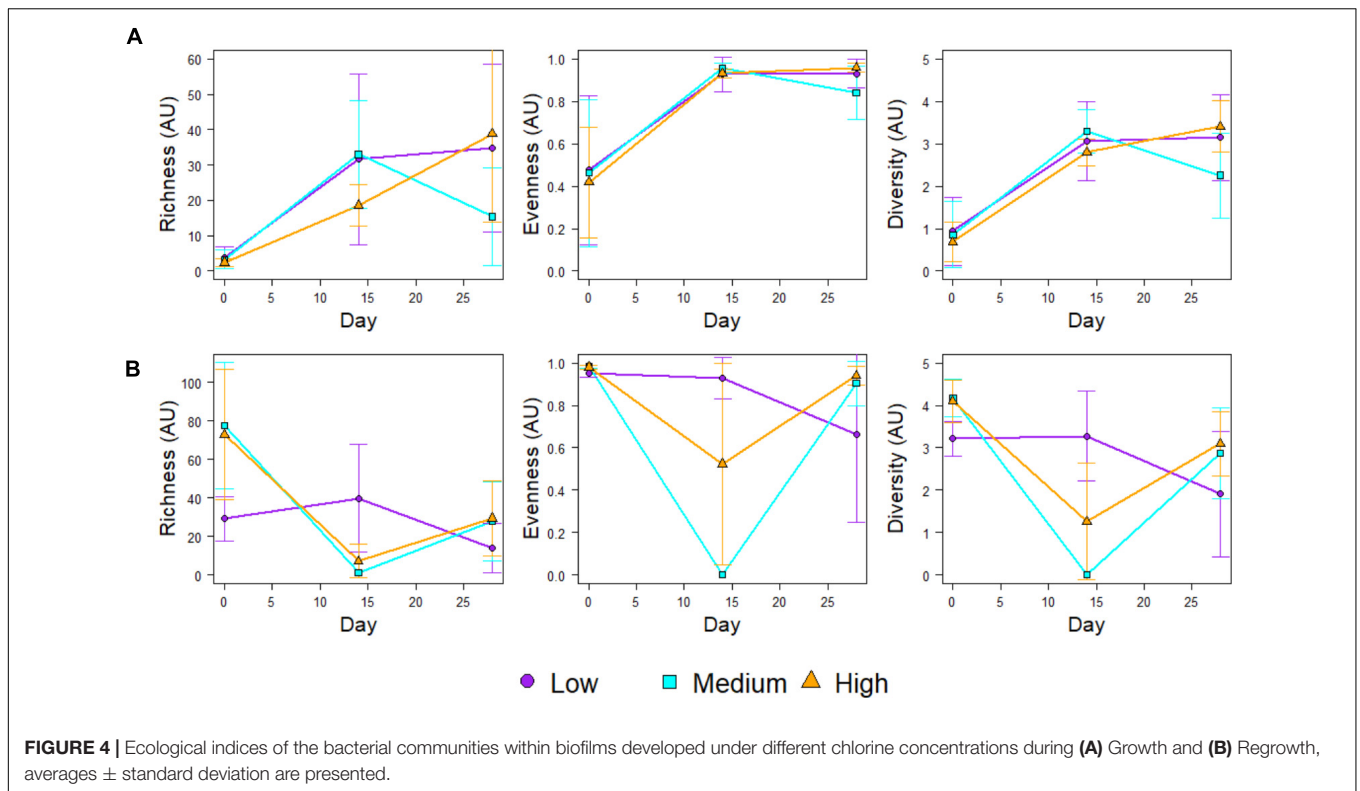 A
Richness (AU)
60
50
40
30
20
10
0
0 5 10 15 20 25
Day
Evenness (AU)
1.0
0.8
0.6
0.4
0.2
0.0
0 5 10 15 20 25
Day
Diversity (AU)
5
4
3
2
1
0
0 5 10 15 20 25
Day
B
Richness (AU)
100
80
60
40
20
0
0 5 10 15 20 25
Day
Evenness (AU)
1.0
0.8
0.6
0.4
0.2
0.0
0 5 10 15 20 25
Day
Diversity (AU)
5
4
3
2
1
0
0 5 10 15 20 25
Day
Low Medium High
FIGURE 4 | Ecological indices of the bacterial communities within biofilms developed under different chlorine concentrations during (A) Growth and (B) Regrowth,
averages ± standard deviation are presented.